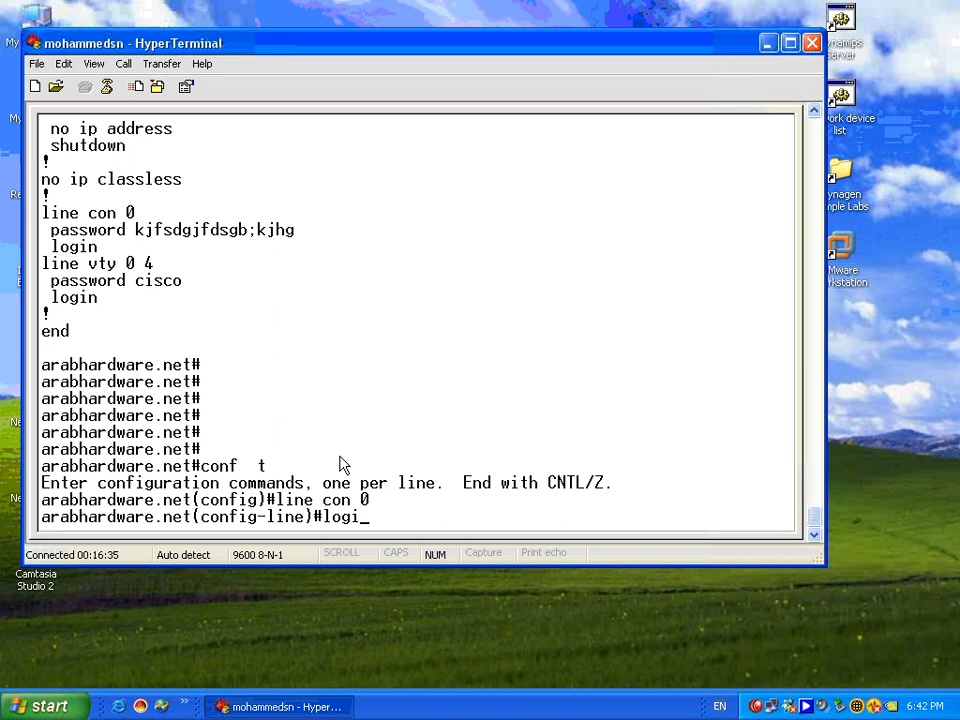 mohammedsn - HyperTerminal
File Edit View Call Transfer Help
no ip address
shutdown
!
no ip classless
!
line con 0
password kjfsdgjfdsgb;kjhg
login
line vty 0 4
password cisco
login
!
end
arabhardware.net#
arabhardware.net#
arabhardware.net#
arabhardware.net#
arabhardware.net#
arabhardware.net#
arabhardware.net#conf  t
Enter configuration commands, one per line.  End with CNTL/Z.
arabhardware.net(config)#line con 0
arabhardware.net(config-line)#logi_
Connected 00:16:35 Auto detect 9600 8-N-1 SCROLL CAPS NUM Capture Print echo
Camtasia
Studio 2
start
mohammedsn - Hyper...
EN
6:42 PM